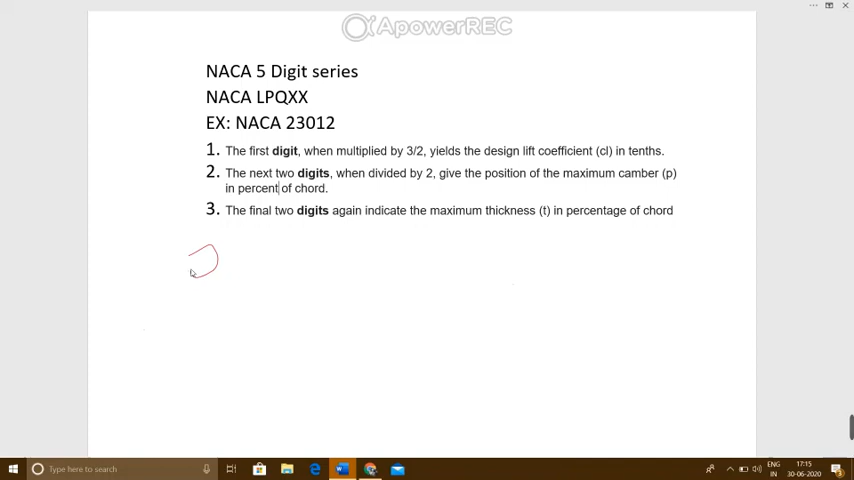 ApowerREC
NACA 5 Digit series
NACA LPQXX
EX: NACA 23012
1. The first digit, when multiplied by 3/2, yields the design lift coefficient (cl) in tenths.
2. The next two digits, when divided by 2, give the position of the maximum camber (p)
in percent of chord.
3. The final two digits again indicate the maximum thickness (t) in percentage of chord
Type here to search
ENG
IN
17:15
30-06-2020